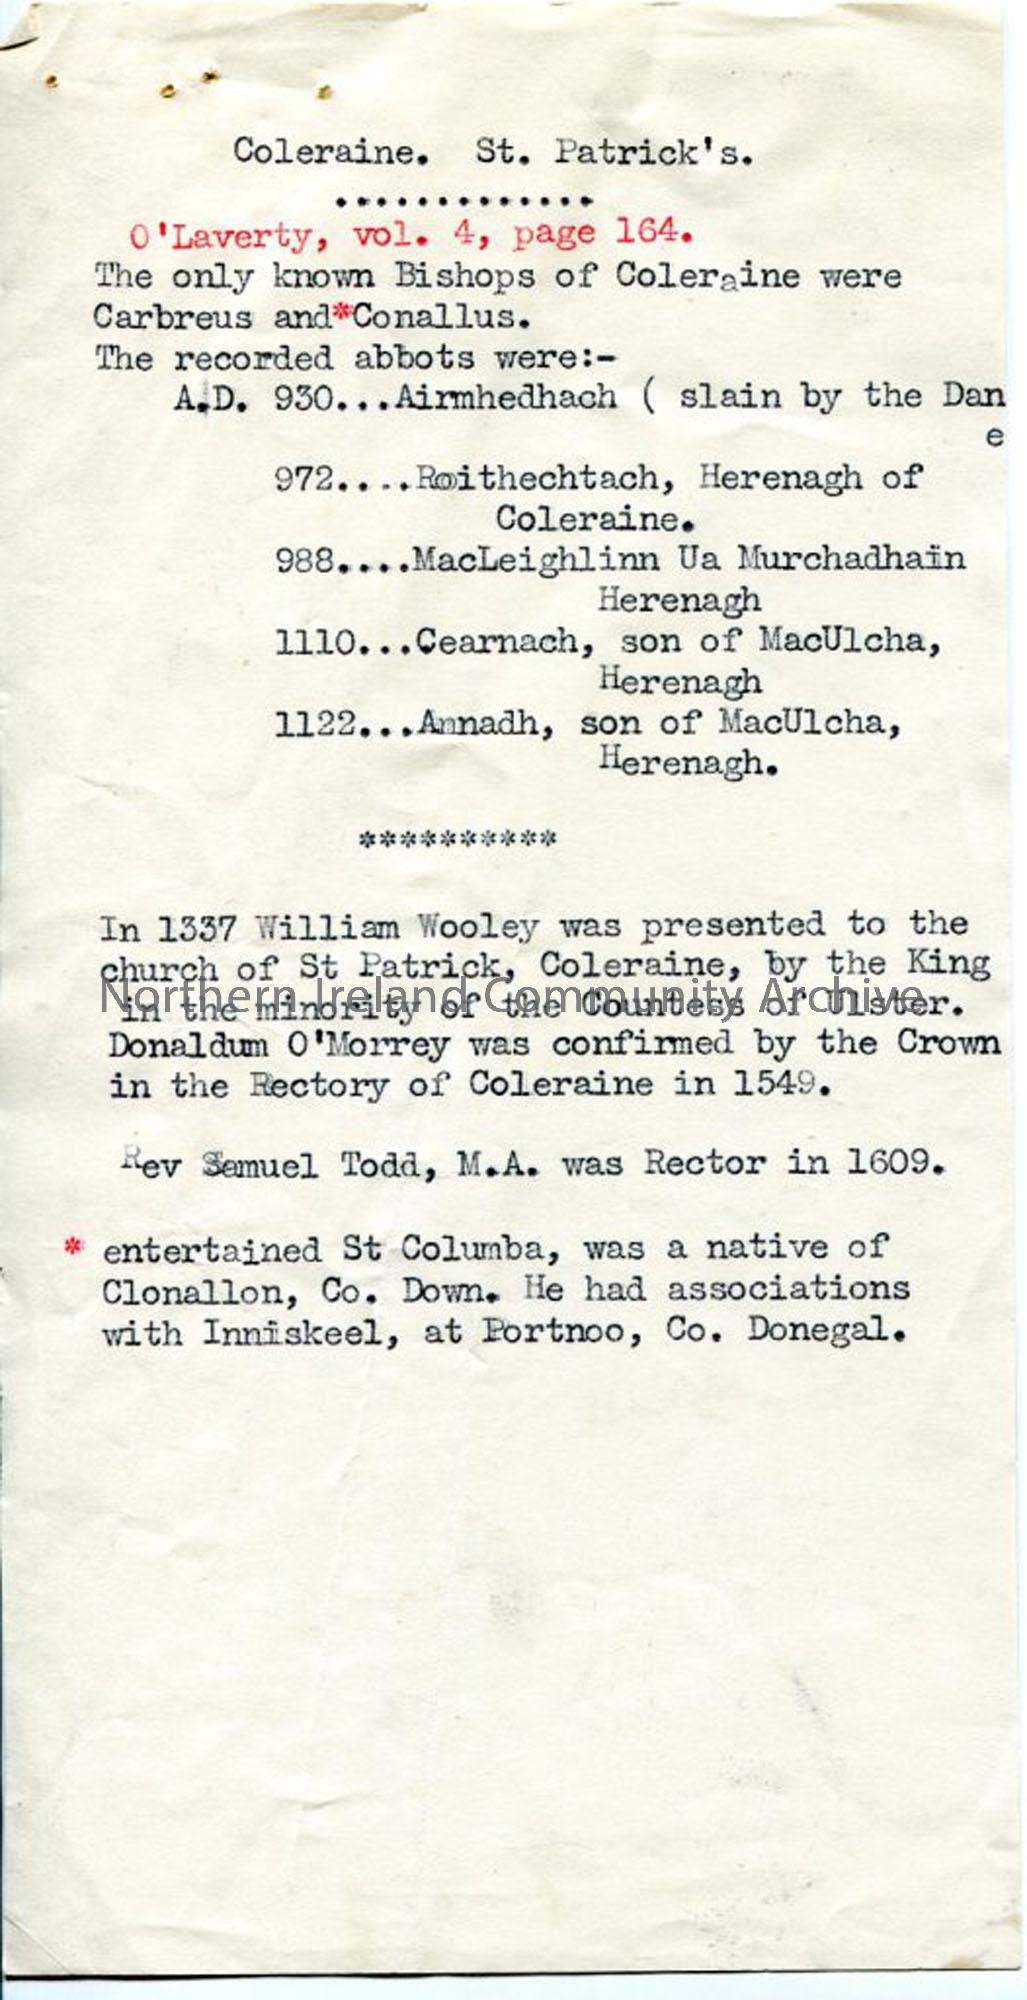 Coleraine. St. Patrick's.
..............
O'Laverty, vol. 4, page 164.
The only known Bishops of Coleraine were
Carbreus and*Conallus.
The recorded abbots were:-
A.D. 930...Airmhedhach ( slain by the Dan
e
972....Roithechtach, Herenagh of
Coleraine.
988....MacLeighlinn Ua Murchadhain
Herenagh
1110...Cearnach, son of MacUlcha,
Herenagh
1122...Annadh, son of MacUlcha,
Herenagh.
**********
In 1337 William Wooley was presented to the
church of St Patrick, Coleraine, by the King
in the minority of the Countess of Ulster.
Northern Ireland Community Archive
Donaldum O'Morrey was confirmed by the Crown
in the Rectory of Coleraine in 1549.
Rev Samuel Todd, M.A. was Rector in 1609.
* entertained St Columba, was a native of
Clonallon, Co. Down. He had associations
with Inniskeel, at Portnoo, Co. Donegal.